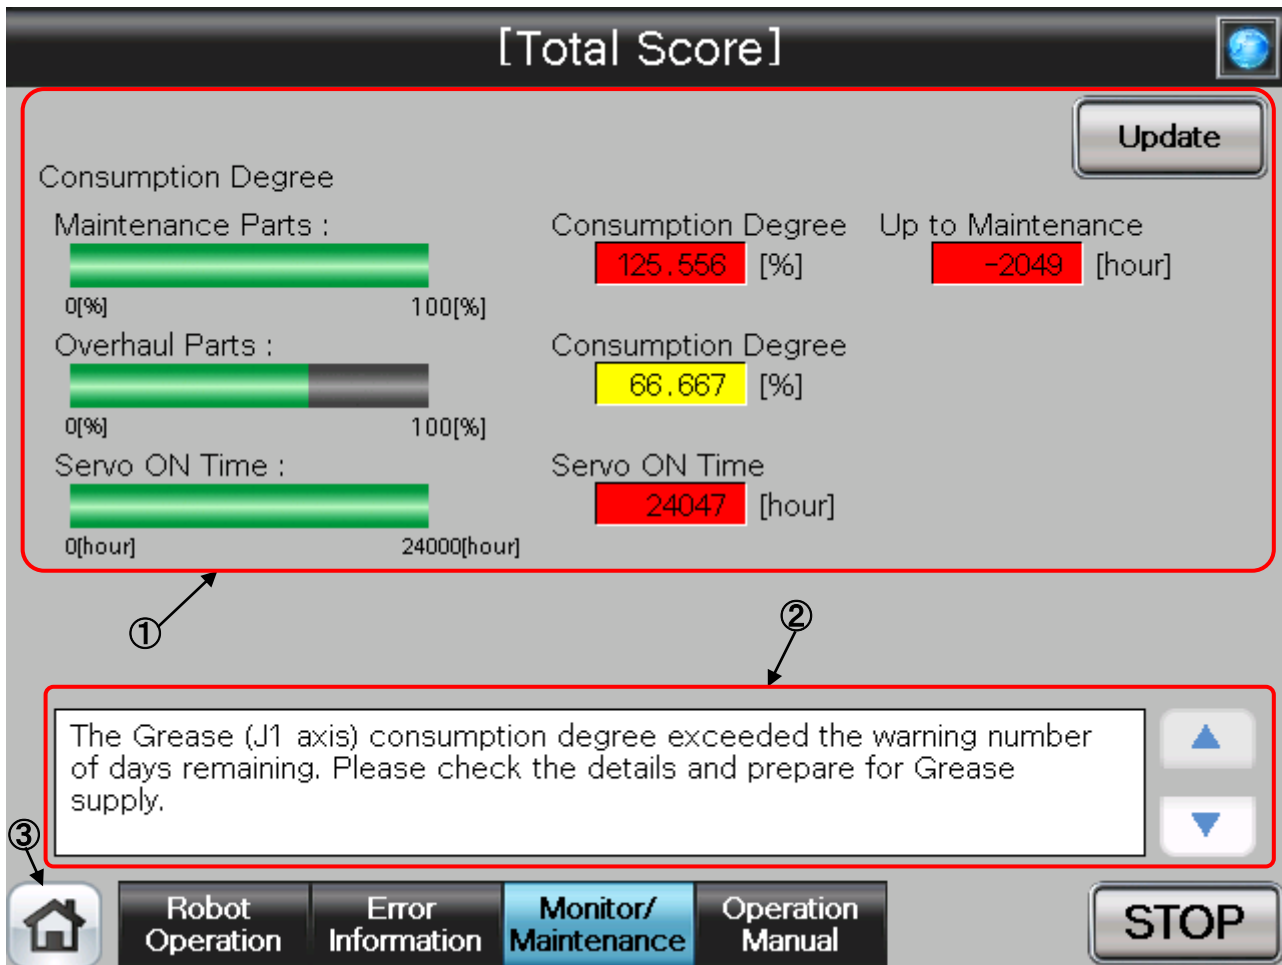 [Total Score]
Update
Consumption Degree
Maintenance Parts :
Consumption Degree
Up to Maintenance
125.556 [%]
-2049 [hour]
0[%]
100[%]
Overhaul Parts :
Consumption Degree
66.667 [%]
0[%]
100[%]
Servo ON Time :
Servo ON Time
24047 [hour]
0[hour]
24000[hour]
①
②
The Grease (J1 axis) consumption degree exceeded the warning number
of days remaining. Please check the details and prepare for Grease
supply.
③
Robot
Operation
Error
Information
Monitor/
Maintenance
Operation
Manual
STOP